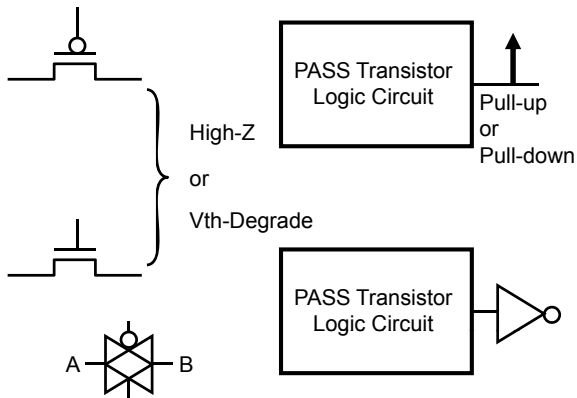 High-Z
or
Vth-Degrade
A
B
PASS Transistor
Logic Circuit
Pull-up
or
Pull-down
PASS Transistor
Logic Circuit